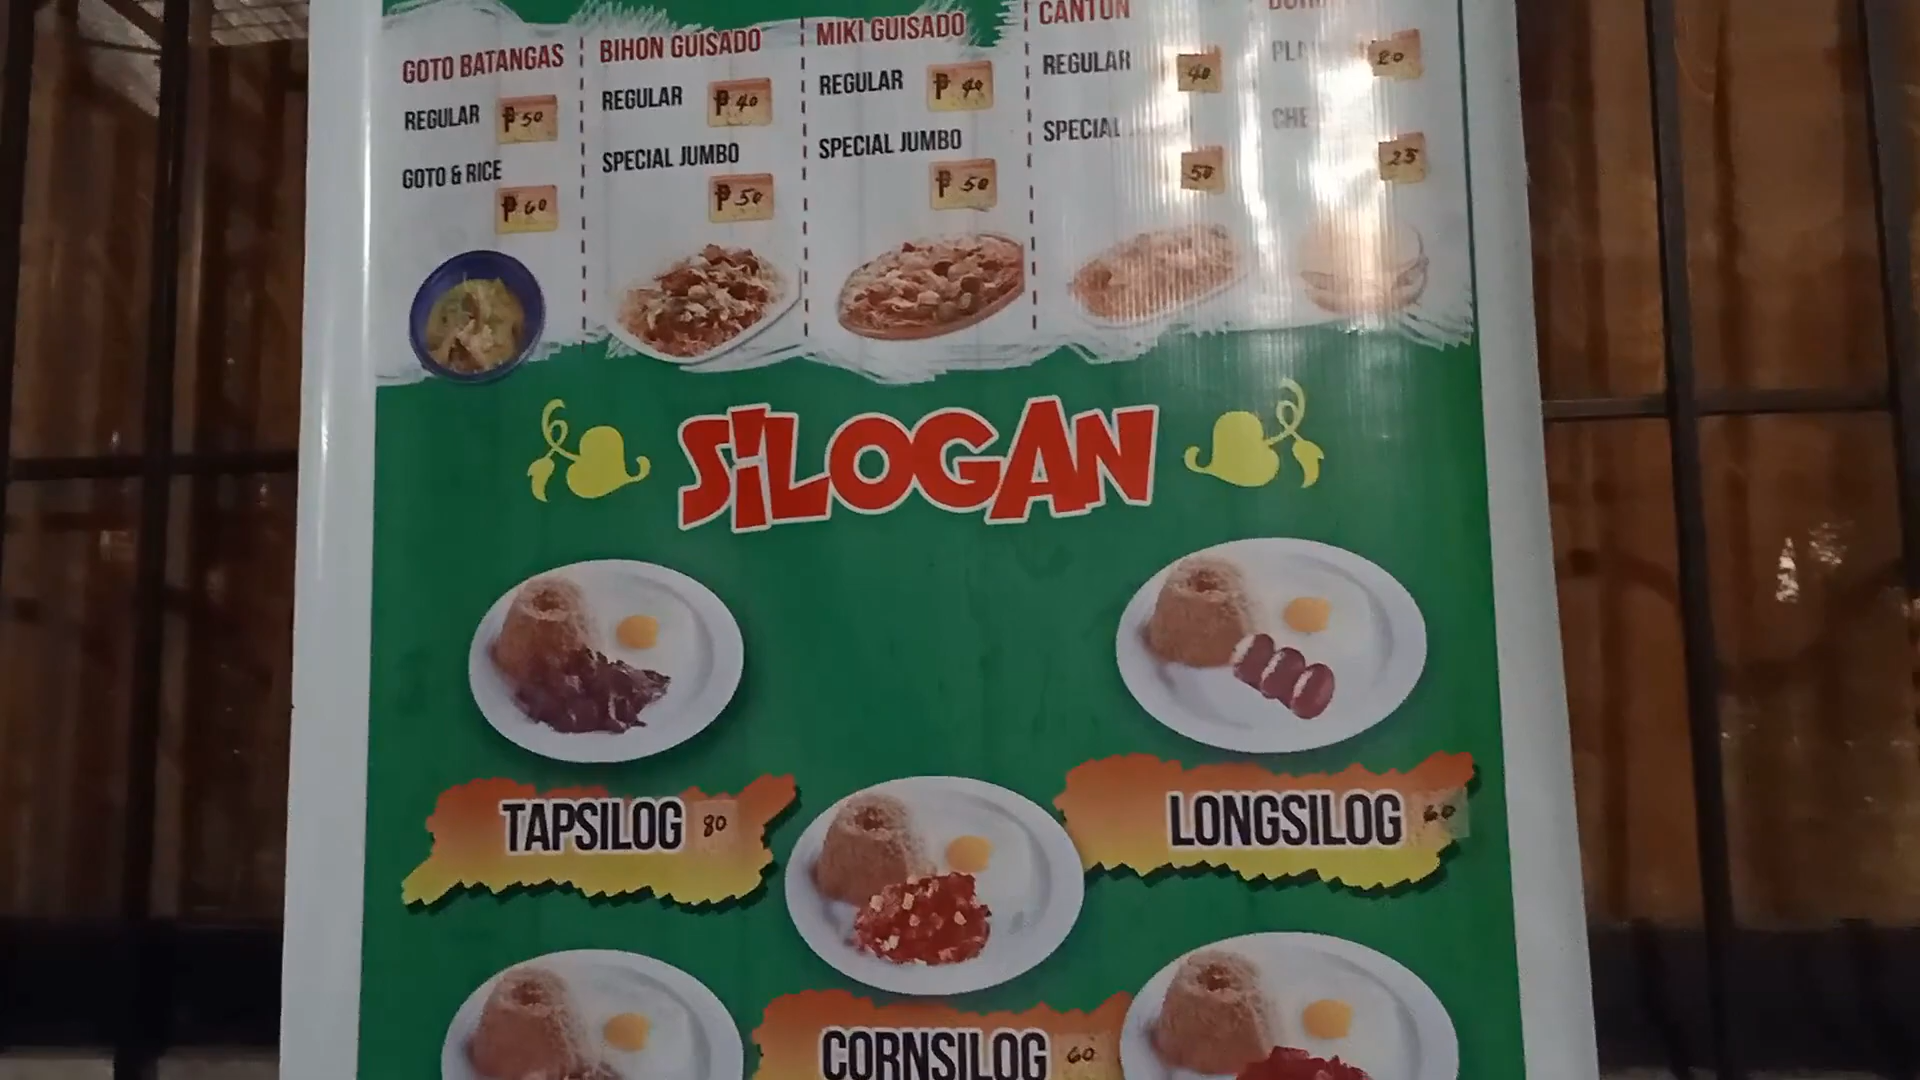 GOTO BATANGAS
REGULAR ₱50
GOTO & RICE
₱60
BIHON GUISADO
REGULAR ₱40
SPECIAL JUMBO
₱50
MIKI GUISADO
REGULAR ₱40
SPECIAL JUMBO
₱50
CANTON
REGULAR 40
SPECIAL
50
20
25
SILOGAN
TAPSILOG 80
LONGSILOG 60
CORNSILOG 60